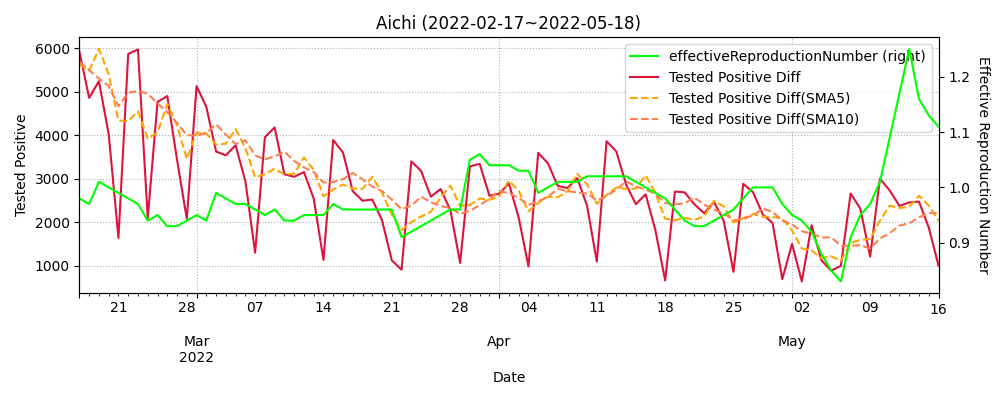 Aichi (2022-02-17~2022-05-18)
effectiveReproductionNumber (right)
Tested Positive Diff
Tested Positive Diff(SMA5)
Tested Positive Diff(SMA10)
Tested Positive
6000
5000
4000
3000
2000
1000
Effective Reproduction Number
1.2
1.1
1.0
0.9
21 28 07 14 21 28 04 11 18 25 02 09 16
Mar Apr May
2022
Date